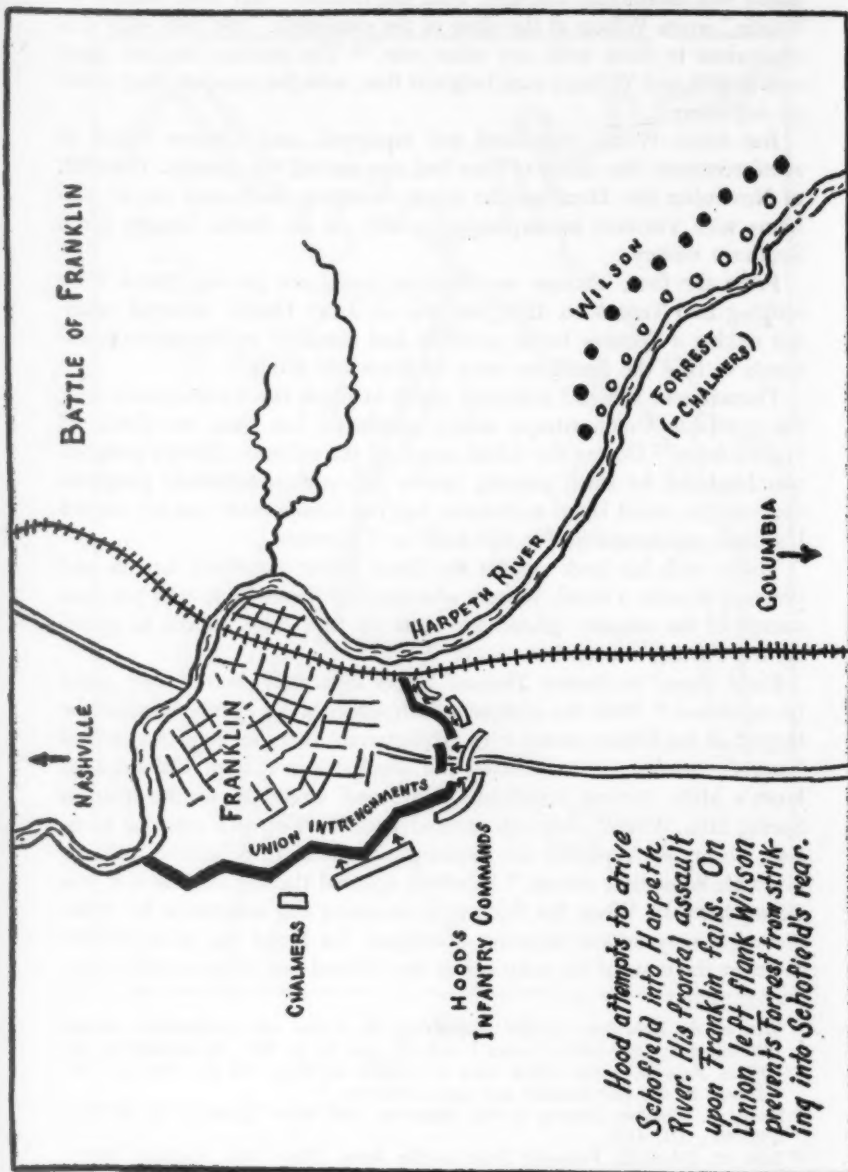 BATTLE OF FRANKLIN
NASHVILLE
FRANKLIN
UNION INTRENCHMENTS
CHALMERS
HOOD'S
INFANTRY COMMANDS
HARPETH RIVER
WILSON
FORREST
(- CHALMERS)
COLUMBIA
Hood attempts to drive
Schofield into Harpeth
River. His frontal assault
upon Franklin fails. On
Union left flank Wilson
prevents Forrest from strik-
ing into Schofield's rear.